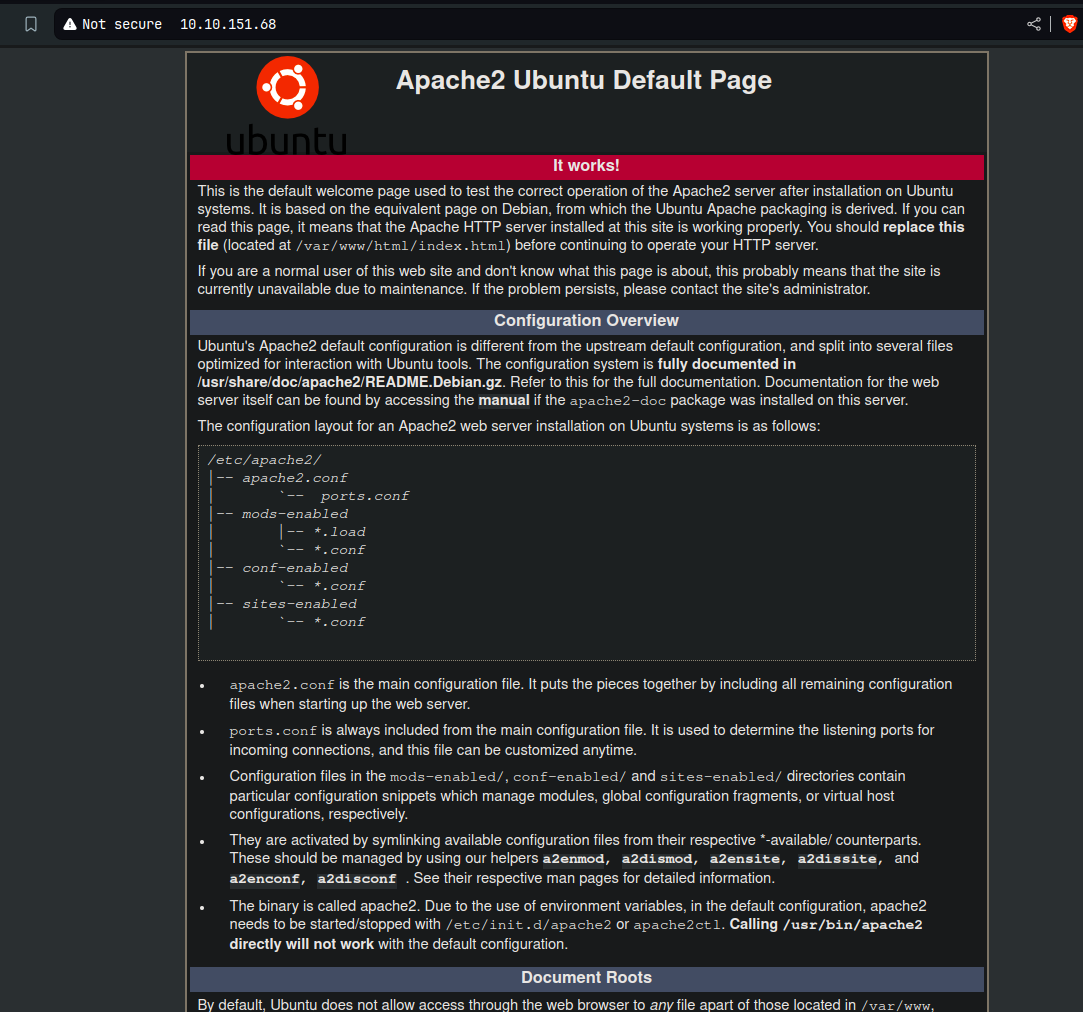 Not secure 10.10.151.68
Apache2 Ubuntu Default Page
ubuntu
It works!
This is the default welcome page used to test the correct operation of the Apache2 server after installation on Ubuntu
systems. It is based on the equivalent page on Debian, from which the Ubuntu Apache packaging is derived. If you can
read this page, it means that the Apache HTTP server installed at this site is working properly. You should replace this
file (located at /var/www/html/index.html) before continuing to operate your HTTP server.
If you are a normal user of this web site and don't know what this page is about, this probably means that the site is
currently unavailable due to maintenance. If the problem persists, please contact the site's administrator.
Configuration Overview
Ubuntu's Apache2 default configuration is different from the upstream default configuration, and split into several files
optimized for interaction with Ubuntu tools. The configuration system is fully documented in
/usr/share/doc/apache2/README.Debian.gz. Refer to this for the full documentation. Documentation for the web
server itself can be found by accessing the manual if the apache2-doc package was installed on this server.
The configuration layout for an Apache2 web server installation on Ubuntu systems is as follows:
/etc/apache2/
|-- apache2.conf
|       `--  ports.conf
|-- mods-enabled
|       |-- *.load
|       `-- *.conf
|-- conf-enabled
|       `-- *.conf
|-- sites-enabled
|       `-- *.conf
• apache2.conf is the main configuration file. It puts the pieces together by including all remaining configuration
files when starting up the web server.
• ports.conf is always included from the main configuration file. It is used to determine the listening ports for
incoming connections, and this file can be customized anytime.
• Configuration files in the mods-enabled/, conf-enabled/ and sites-enabled/ directories contain
particular configuration snippets which manage modules, global configuration fragments, or virtual host
configurations, respectively.
• They are activated by symlinking available configuration files from their respective *-available/ counterparts.
These should be managed by using our helpers a2enmod, a2dismod, a2ensite, a2dissite, and
a2enconf, a2disconf . See their respective man pages for detailed information.
• The binary is called apache2. Due to the use of environment variables, in the default configuration, apache2
needs to be started/stopped with /etc/init.d/apache2 or apache2ctl. Calling /usr/bin/apache2
directly will not work with the default configuration.
Document Roots
By default, Ubuntu does not allow access through the web browser to any file apart of those located in /var/www,